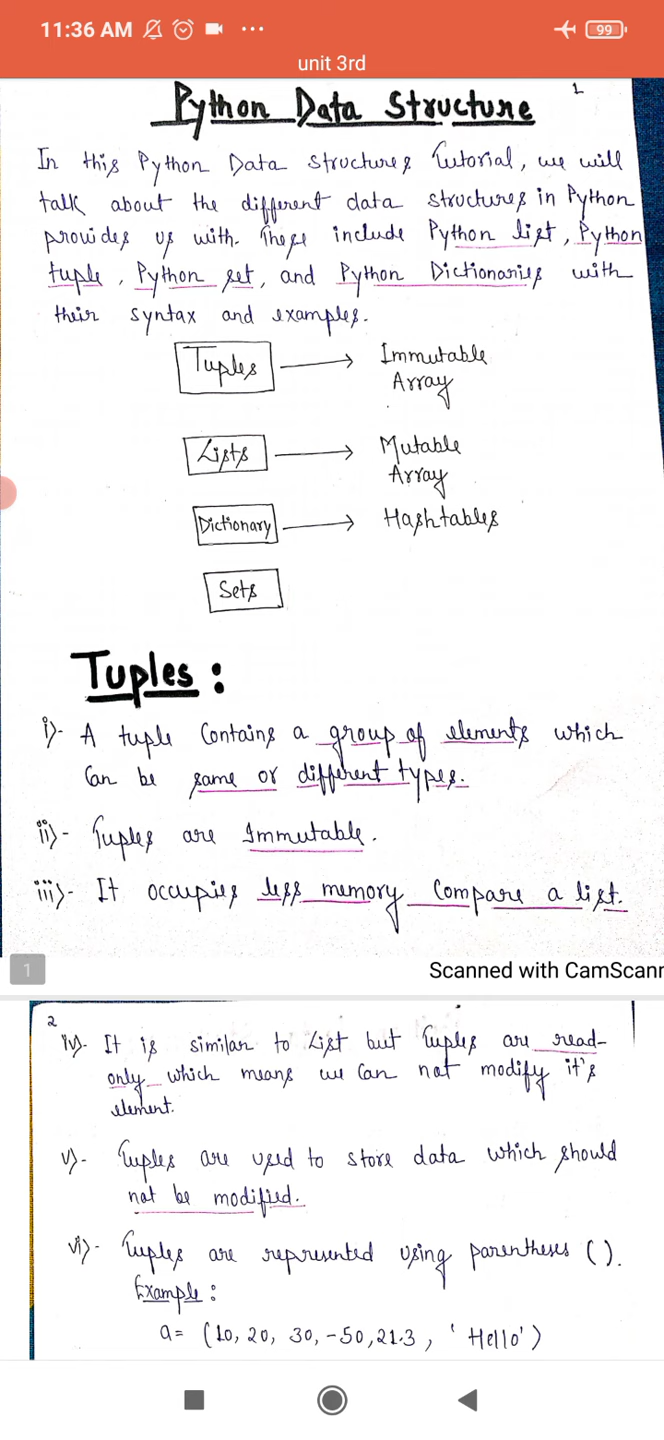 11:36 AM
99
unit 3rd
1
Python Data Structure
In this Python Data Structures Tutorial, we will
talk about the different data structures in Python
provides us with. These include Python list, Python
tuple, Python set, and Python Dictionaries with
their syntax and examples.
Tuples → Immutable
Array
Lists → Mutable
Array
Dictionary → Hashtables
Sets
Tuples :
i)- A tuple Contains a group of elements which
Can be same or different types.
ii)- Tuples are Immutable.
iii)- It occupies less memory Compare a list.
1
Scanned with CamScann
2
iv)- It is similar to List but Tuples are read-
only which means we Can not modify it's
element.
v)- Tuples are used to store data which should
not be modified.
vi)- Tuples are represented using parentheses ().
Example :
a= (10, 20, 30, -50, 21.3, 'Hello')